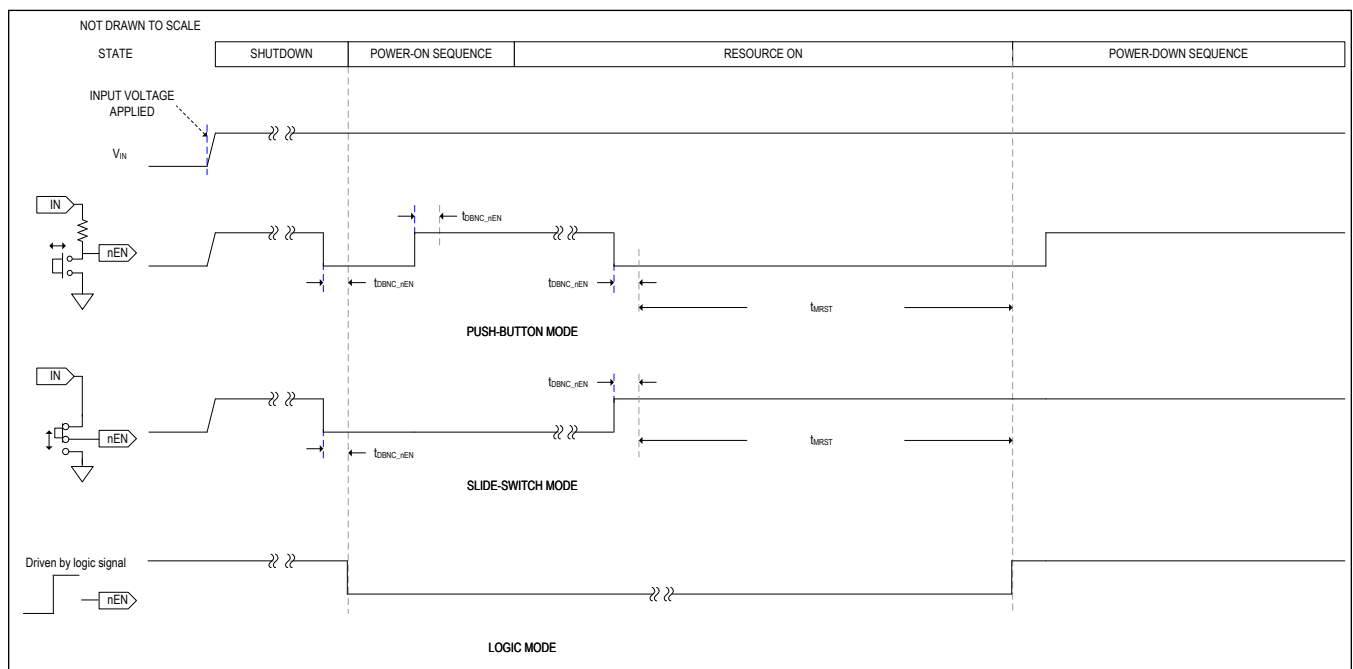 NOT DRAWN TO SCALE
STATE
SHUTDOWN
POWER-ON SEQUENCE
RESOURCE ON
POWER-DOWN SEQUENCE
INPUT VOLTAGE
APPLIED
VIN
IN
nEN
tDBNC_nEN
tDBNC_nEN
tDBNC_nEN
tMRST
PUSH-BUTTON MODE
IN
nEN
tDBNC_nEN
tDBNC_nEN
tMRST
SLIDE-SWITCH MODE
Driven by logic signal
nEN
LOGIC MODE